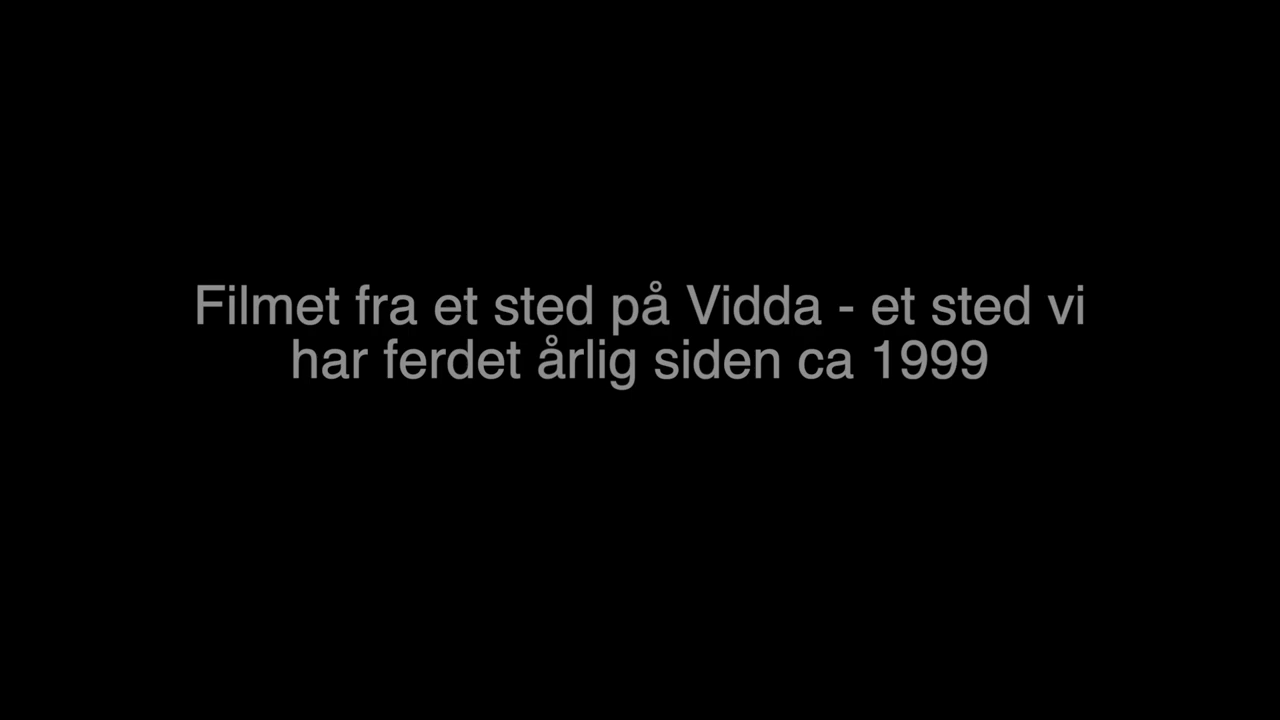 Filmet fra et sted på Vidda - et sted vi
har ferdet årlig siden ca 1999